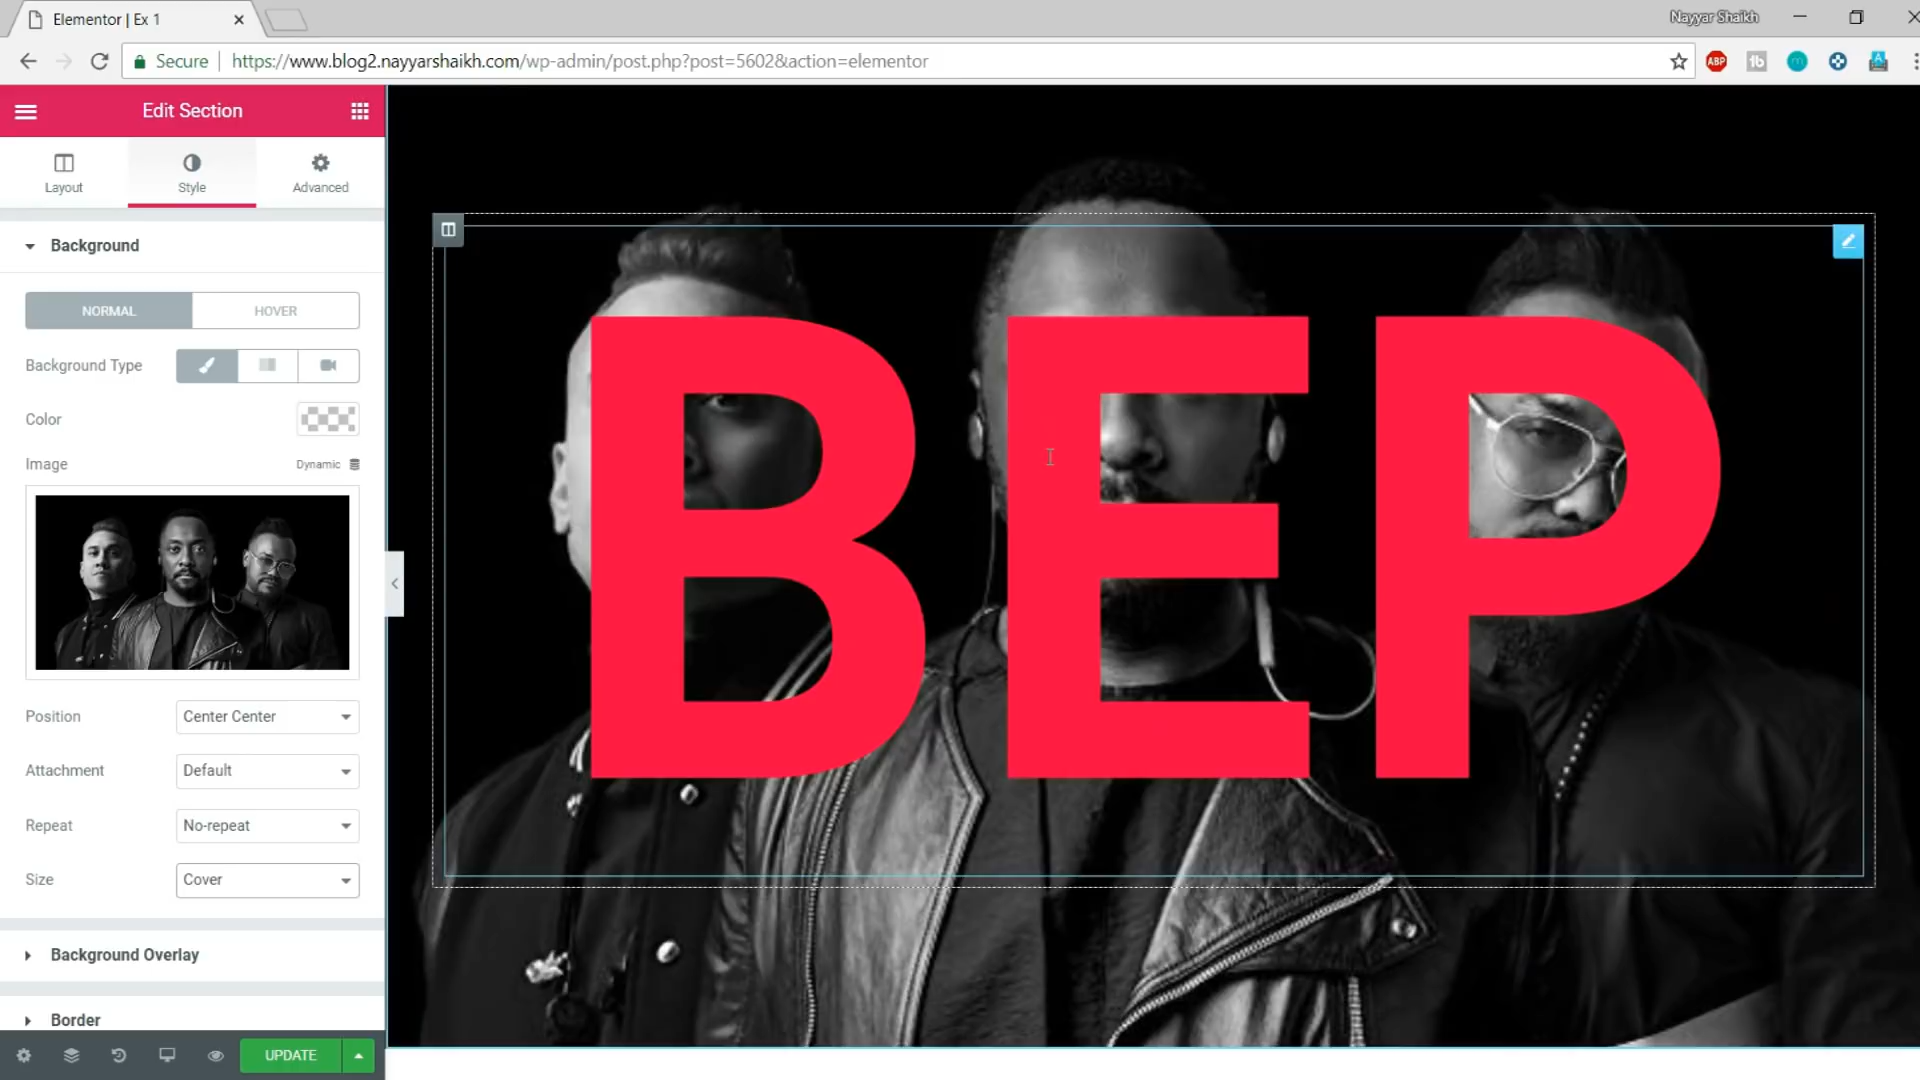 Elementor | Ex 1
Nayyar Shaikh
Secure
https://www.blog2.nayyarshaikh.com/wp-admin/post.php?post=5602&action=elementor
ABP
tb
Edit Section
Layout
Style
Advanced
Background
NORMAL
HOVER
Background Type
Color
Image
Dynamic
Position
Center Center
Attachment
Default
Repeat
No-repeat
Size
Cover
Background Overlay
Border
UPDATE
BEP